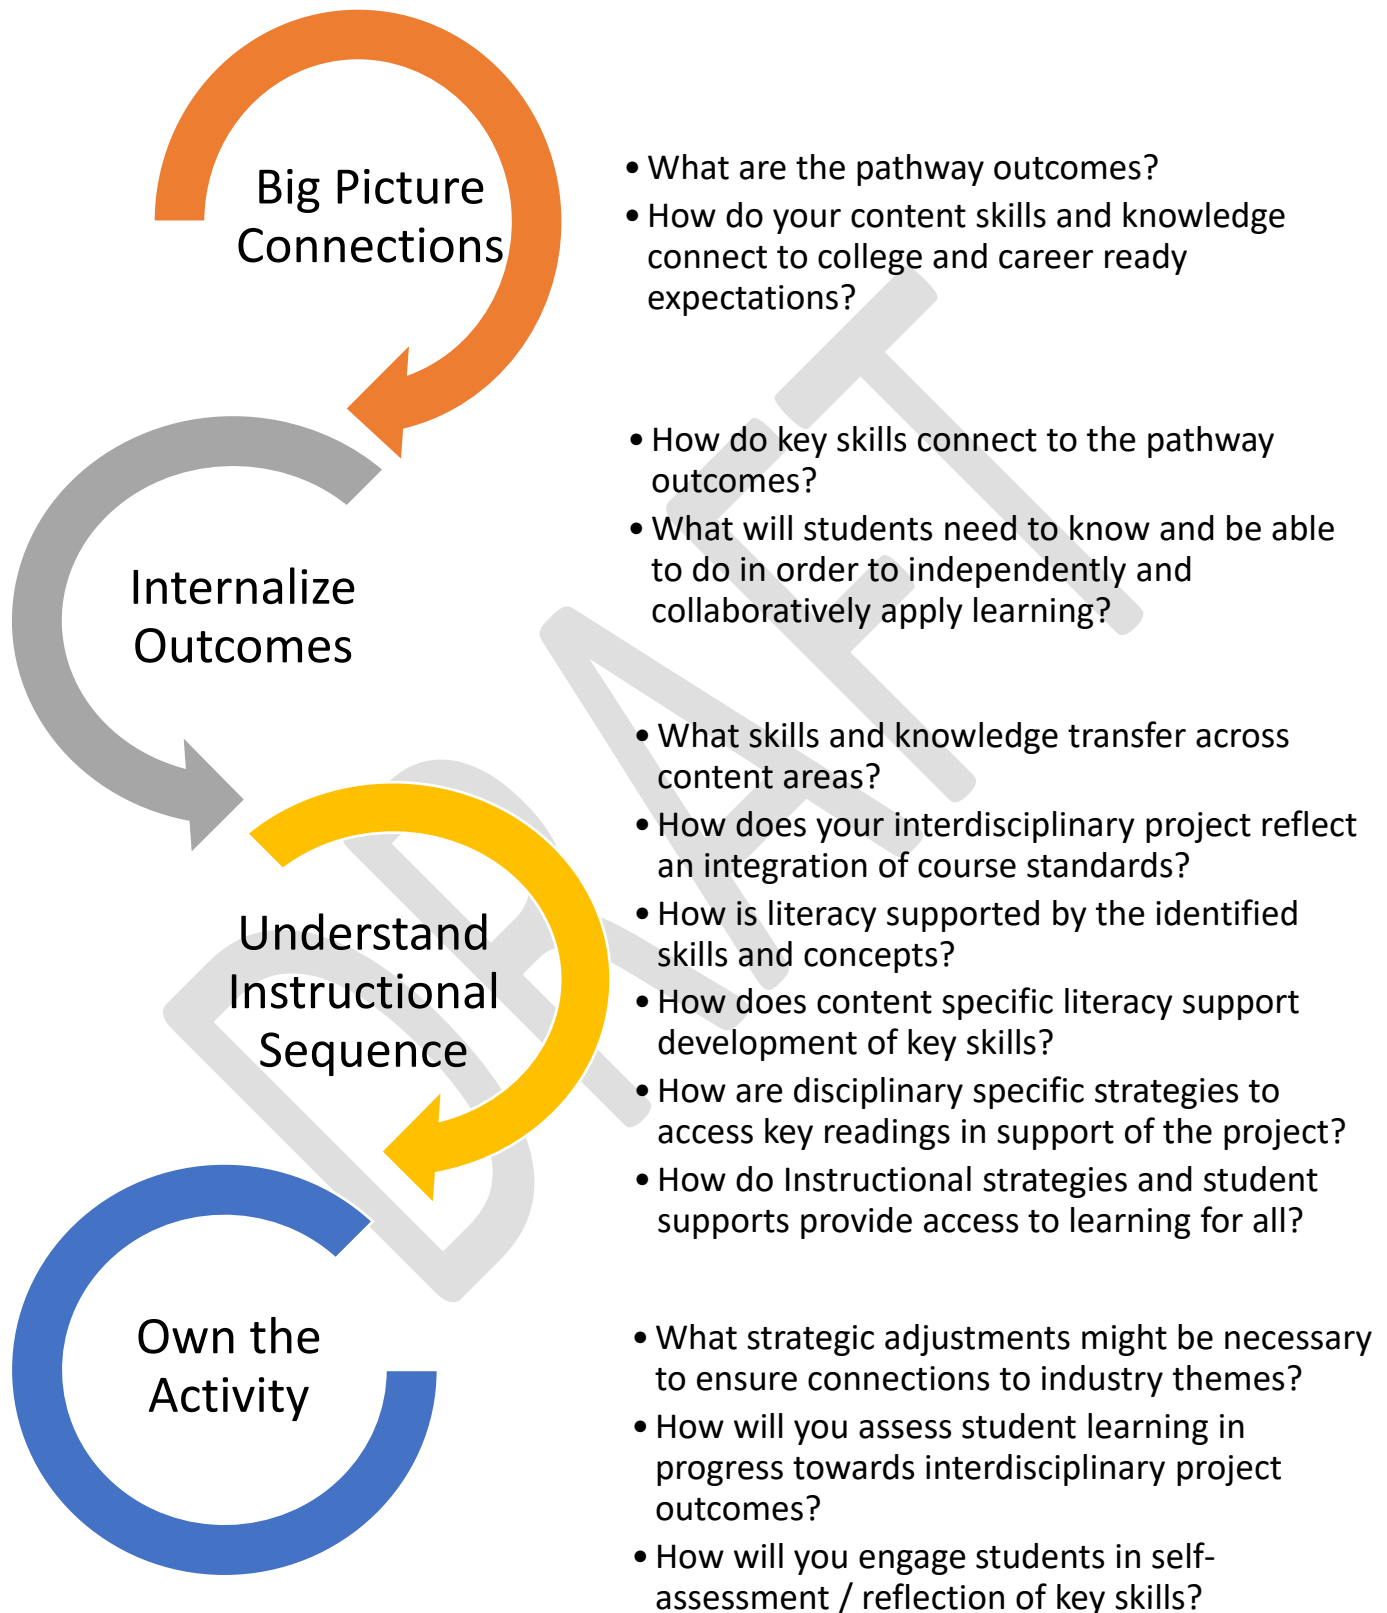 Big Picture
Connections
• What are the pathway outcomes?
• How do your content skills and knowledge
connect to college and career ready
expectations?
Internalize
Outcomes
• How do key skills connect to the pathway
outcomes?
• What will students need to know and be able
to do in order to independently and
collaboratively apply learning?
Understand
Instructional
Sequence
• What skills and knowledge transfer across
content areas?
• How does your interdisciplinary project reflect
an integration of course standards?
• How is literacy supported by the identified
skills and concepts?
• How does content specific literacy support
development of key skills?
• How are disciplinary specific strategies to
access key readings in support of the project?
• How do Instructional strategies and student
supports provide access to learning for all?
Own the
Activity
• What strategic adjustments might be necessary
to ensure connections to industry themes?
• How will you assess student learning in
progress towards interdisciplinary project
outcomes?
• How will you engage students in self-
assessment / reflection of key skills?
DRAFT